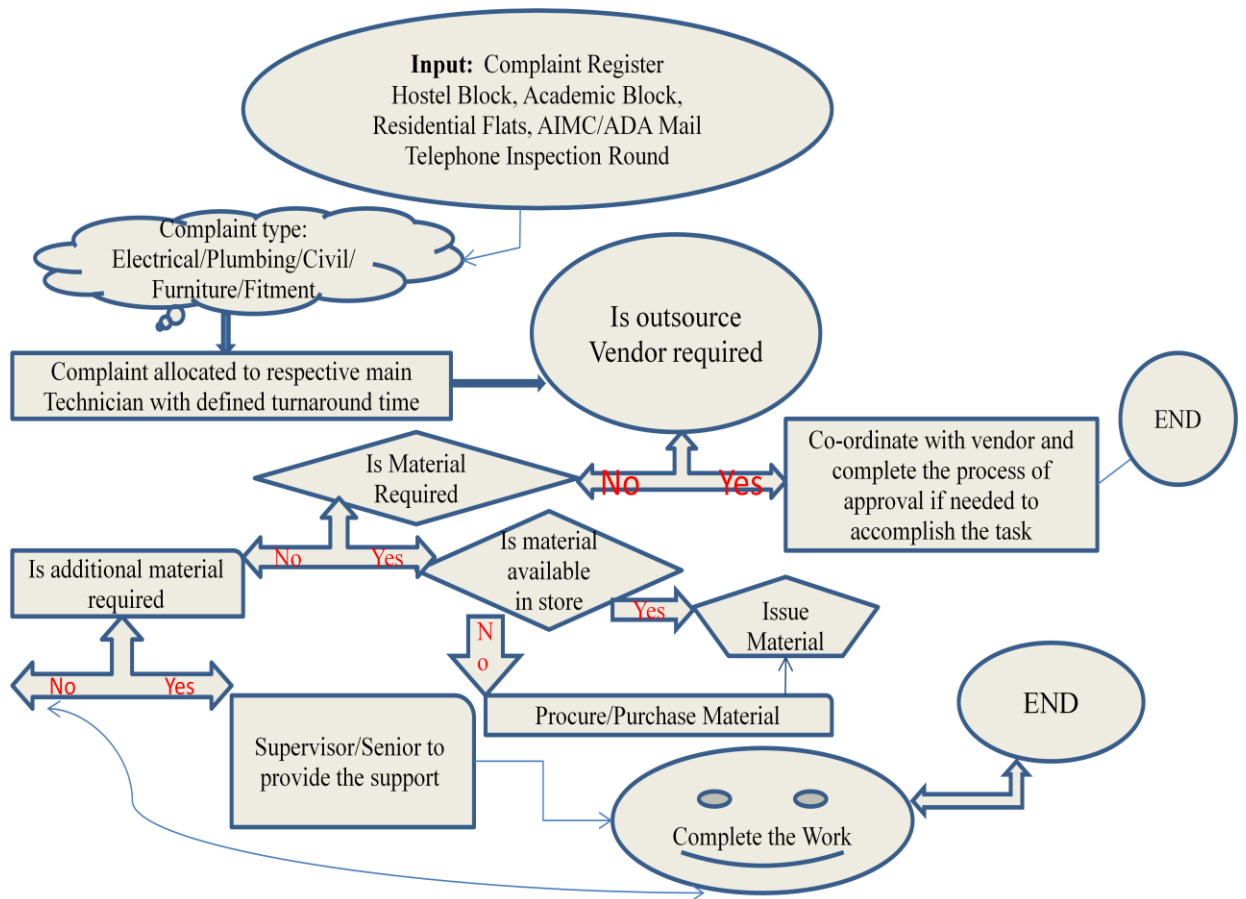 Input: Complaint Register
Hostel Block, Academic Block,
Residential Flats, AIMC/ADA Mail
Telephone Inspection Round
Complaint type:
Electrical/Plumbing/Civil/
Furniture/Fitment
Is outsource
Vendor required
Complaint allocated to respective main
Technician with defined turnaround time
END
Co-ordinate with vendor and
complete the process of
approval if needed to
accomplish the task
No
Yes
Is Material
Required
No
Yes
Is additional material
required
Is material
available
in store
Yes
Issue
Material
N
o
No
Yes
Procure/Purchase Material
END
Supervisor/Senior to
provide the support
Complete the Work